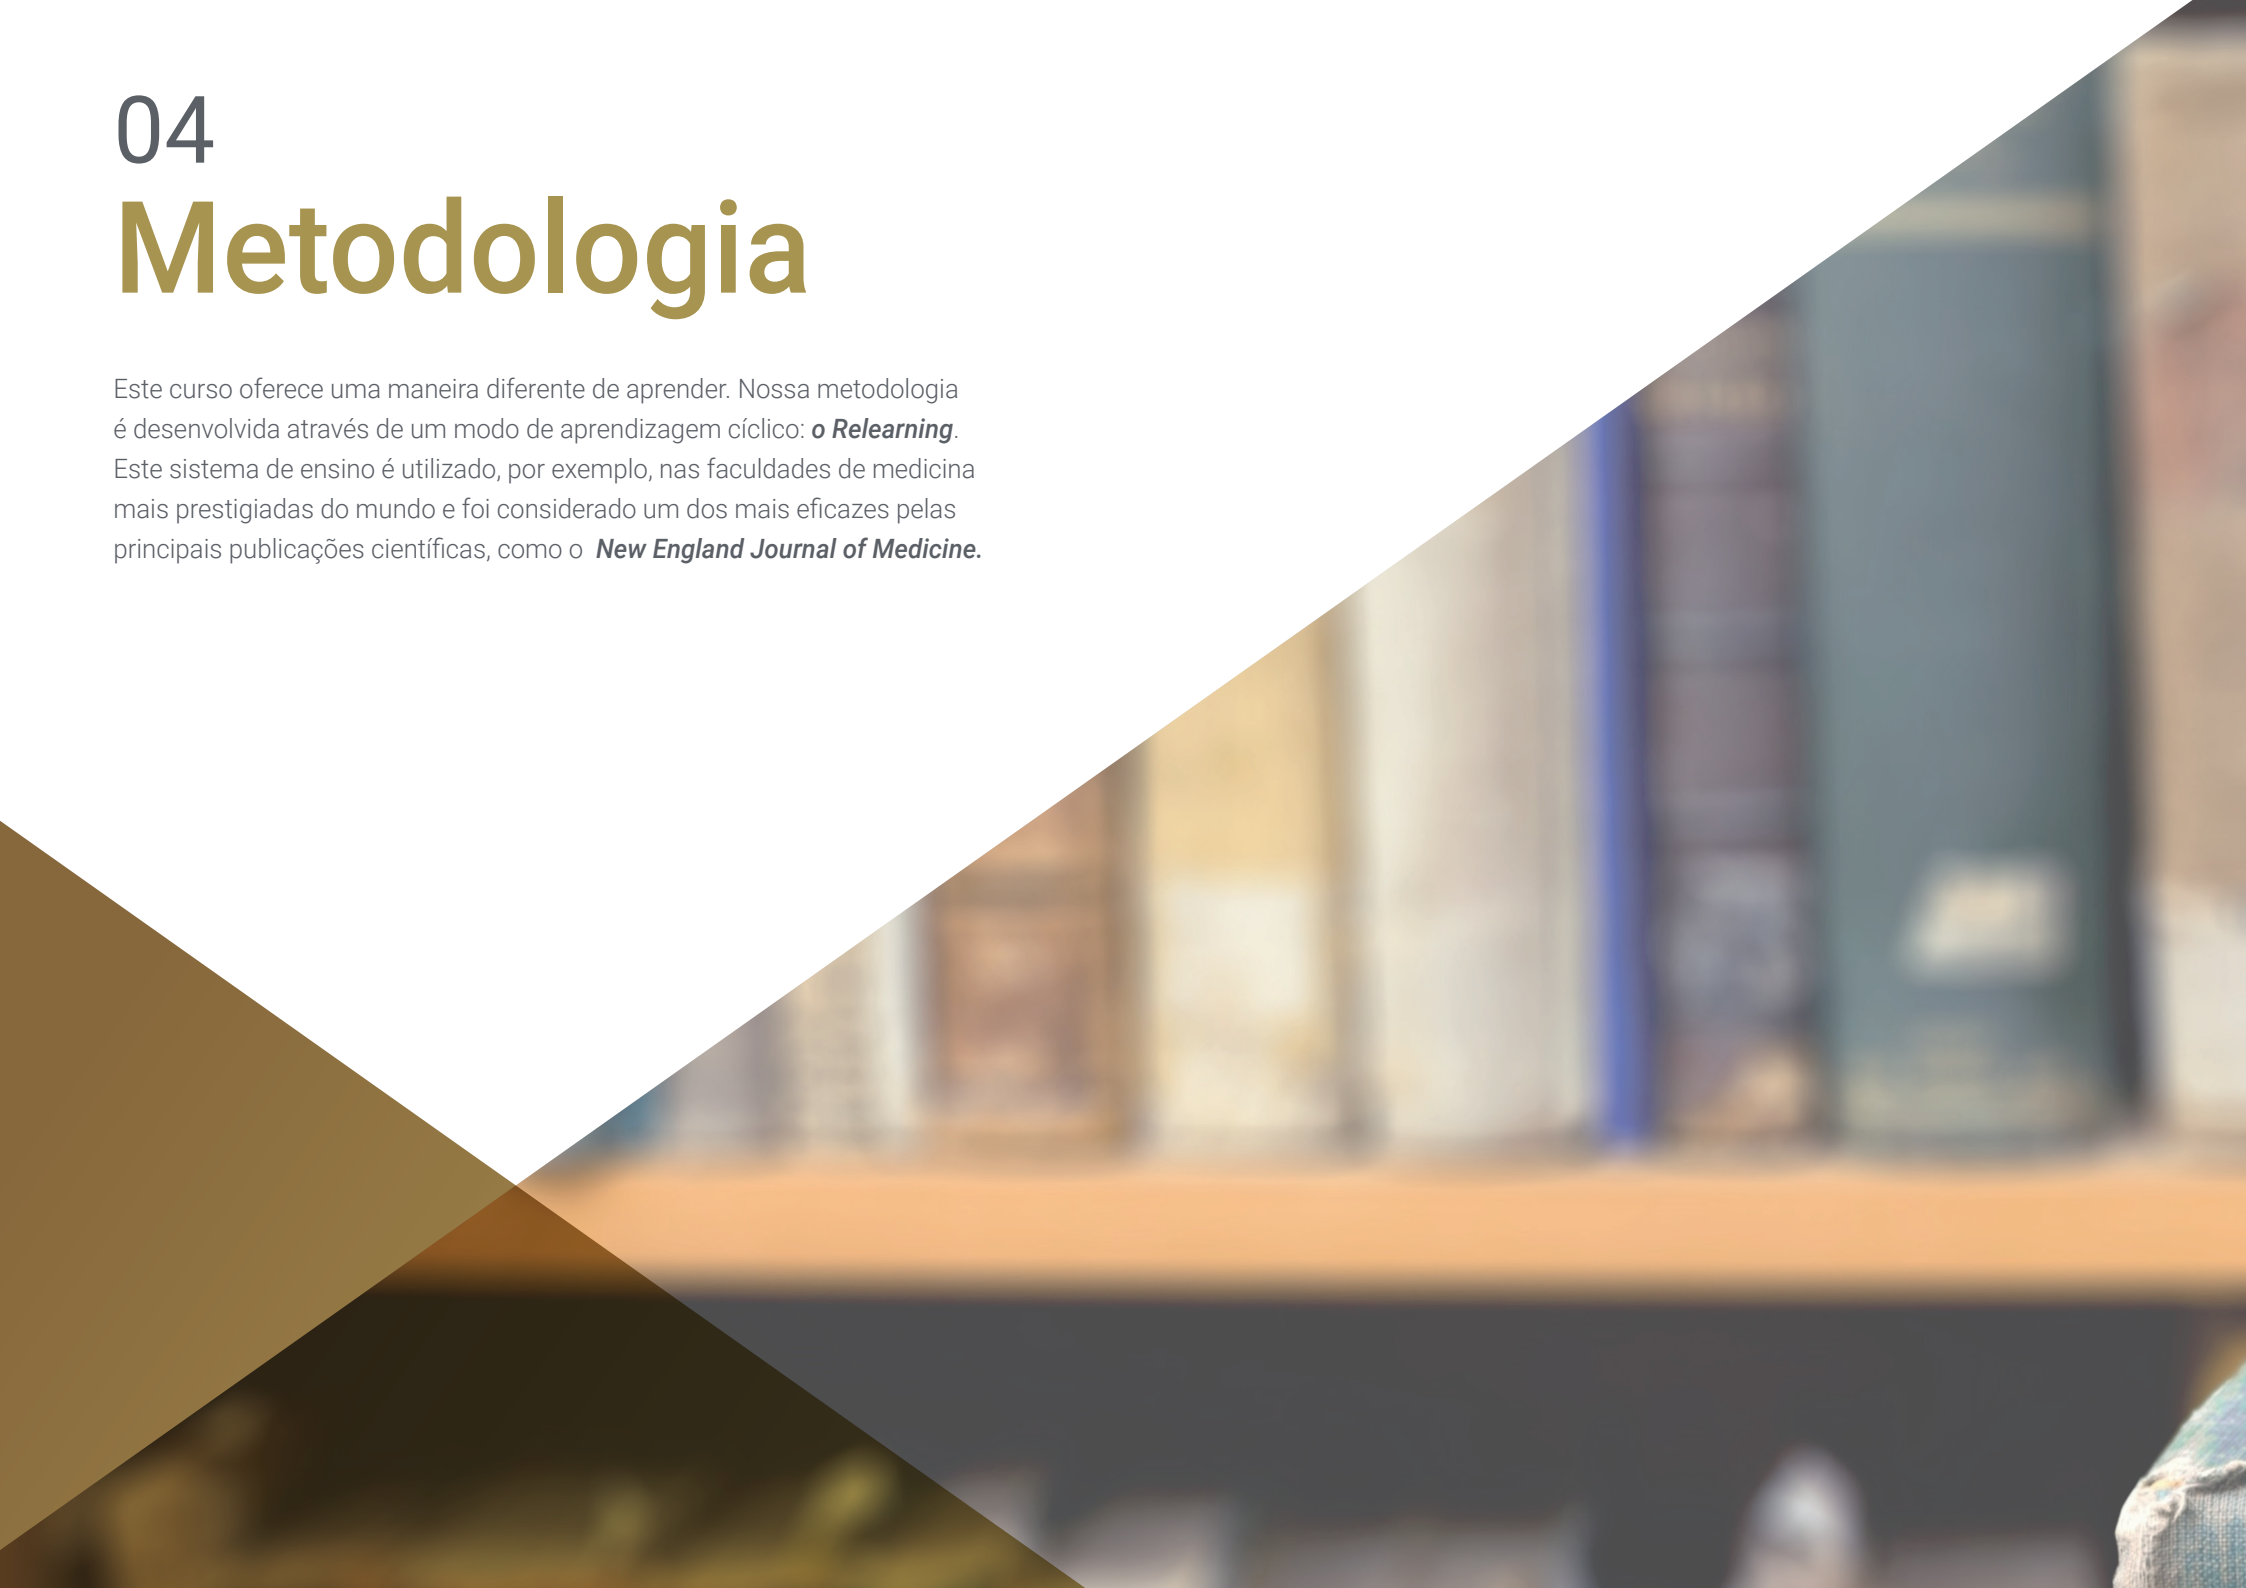 04
Metodologia
Este curso oferece uma maneira diferente de aprender. Nossa metodologia
é desenvolvida através de um modo de aprendizagem cíclico: o Relearning.
Este sistema de ensino é utilizado, por exemplo, nas faculdades de medicina
mais prestigiadas do mundo e foi considerado um dos mais eficazes pelas
principais publicações científicas, como o New England Journal of Medicine.